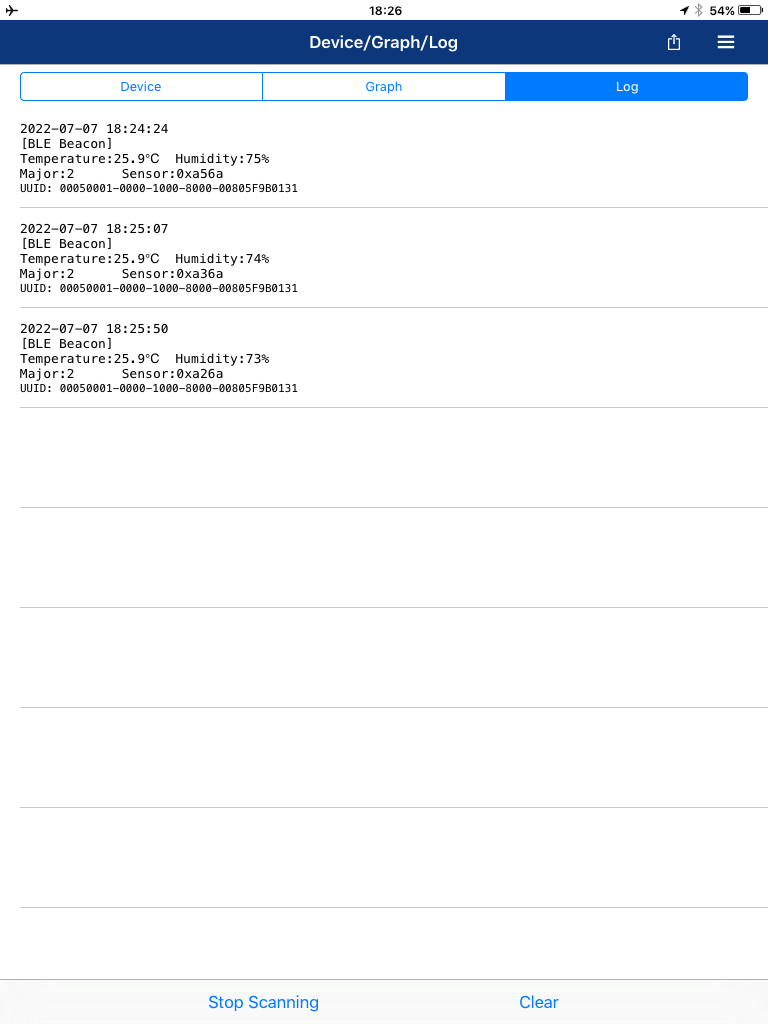 18:26
54%
Device/Graph/Log
Device Graph Log
2022-07-07 18:24:24
[BLE Beacon]
Temperature:25.9℃ Humidity:75%
Major:2 Sensor:0xa56a
UUID: 00050001-0000-1000-8000-00805F9B0131
2022-07-07 18:25:07
[BLE Beacon]
Temperature:25.9℃ Humidity:74%
Major:2 Sensor:0xa36a
UUID: 00050001-0000-1000-8000-00805F9B0131
2022-07-07 18:25:50
[BLE Beacon]
Temperature:25.9℃ Humidity:73%
Major:2 Sensor:0xa26a
UUID: 00050001-0000-1000-8000-00805F9B0131
Stop Scanning Clear